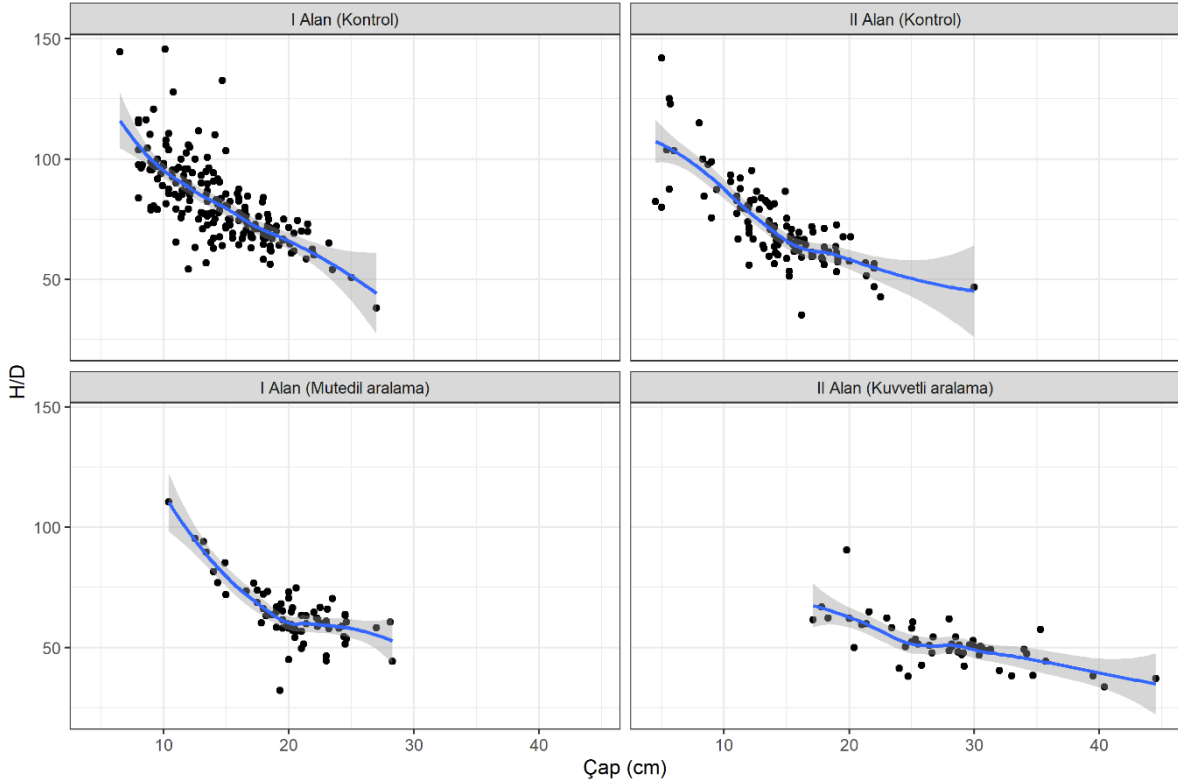 I Alan (Kontrol)
II Alan (Kontrol)
150
100
50
H/D
I Alan (Mutedil aralama)
II Alan (Kuvvetli aralama)
150
100
50
10 20 30 40
10 20 30 40
Çap (cm)